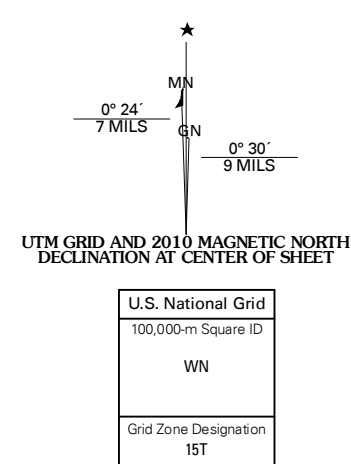 ★
MN
0° 24´
7 MILS
GN
0° 30´
9 MILS
UTM GRID AND 2010 MAGNETIC NORTH
DECLINATION AT CENTER OF SHEET
U.S. National Grid
100,000-m Square ID
WN
Grid Zone Designation
15T